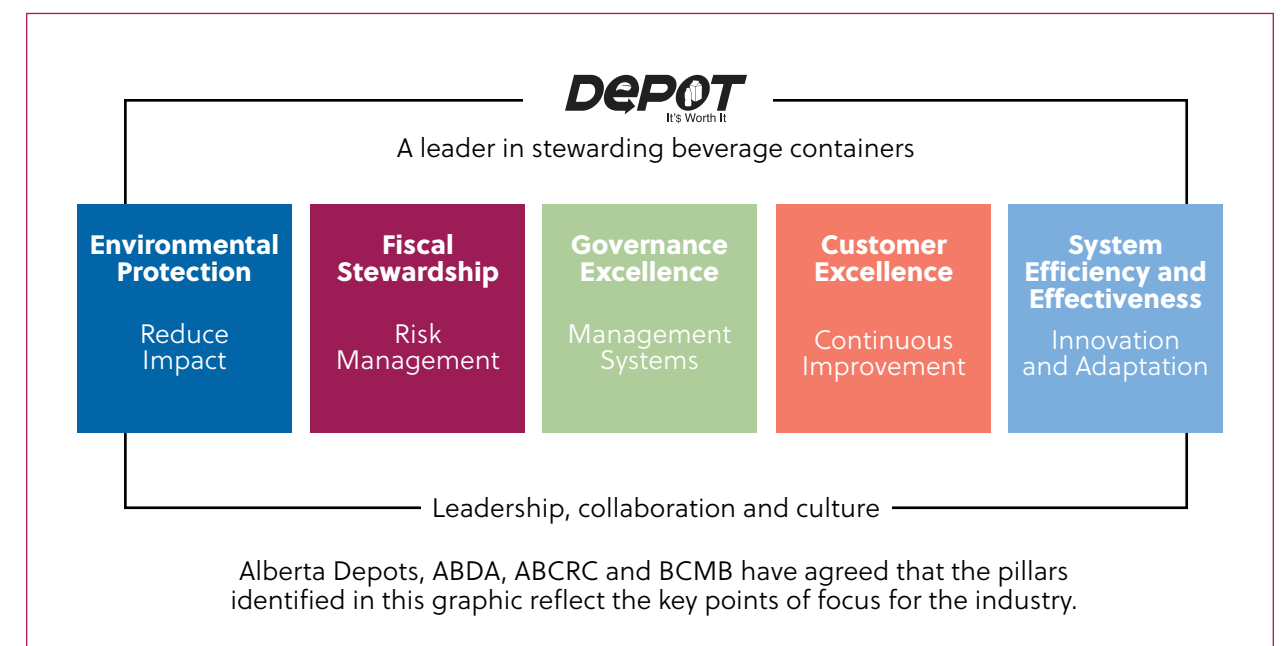 DePOT
It'$ Worth It
A leader in stewarding beverage containers
Environmental
Protection
Reduce
Impact
Fiscal
Stewardship
Risk
Management
Governance
Excellence
Management
Systems
Customer
Excellence
Continuous
Improvement
System
Efficiency and
Effectiveness
Innovation
and Adaptation
Leadership, collaboration and culture
Alberta Depots, ABDA, ABCRC and BCMB have agreed that the pillars
identified in this graphic reflect the key points of focus for the industry.